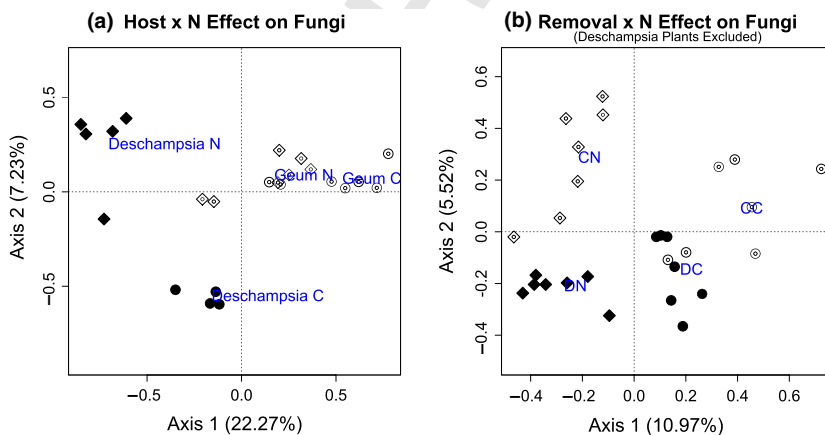 (a) Host x N Effect on Fungi
Axis 2 (7.23%)
0.5
0.0
−0.5
Deschampsia N
Geum N
Geum C
Deschampsia C
−0.5
0.0
0.5
Axis 1 (22.27%)
(b) Removal x N Effect on Fungi
(Deschampsia Plants Excluded)
Axis 2 (5.52%)
0.6
0.4
0.2
0.0
−0.2
−0.4
CN
CC
DC
DN
−0.4
−0.2
0.0
0.2
0.4
0.6
Axis 1 (10.97%)